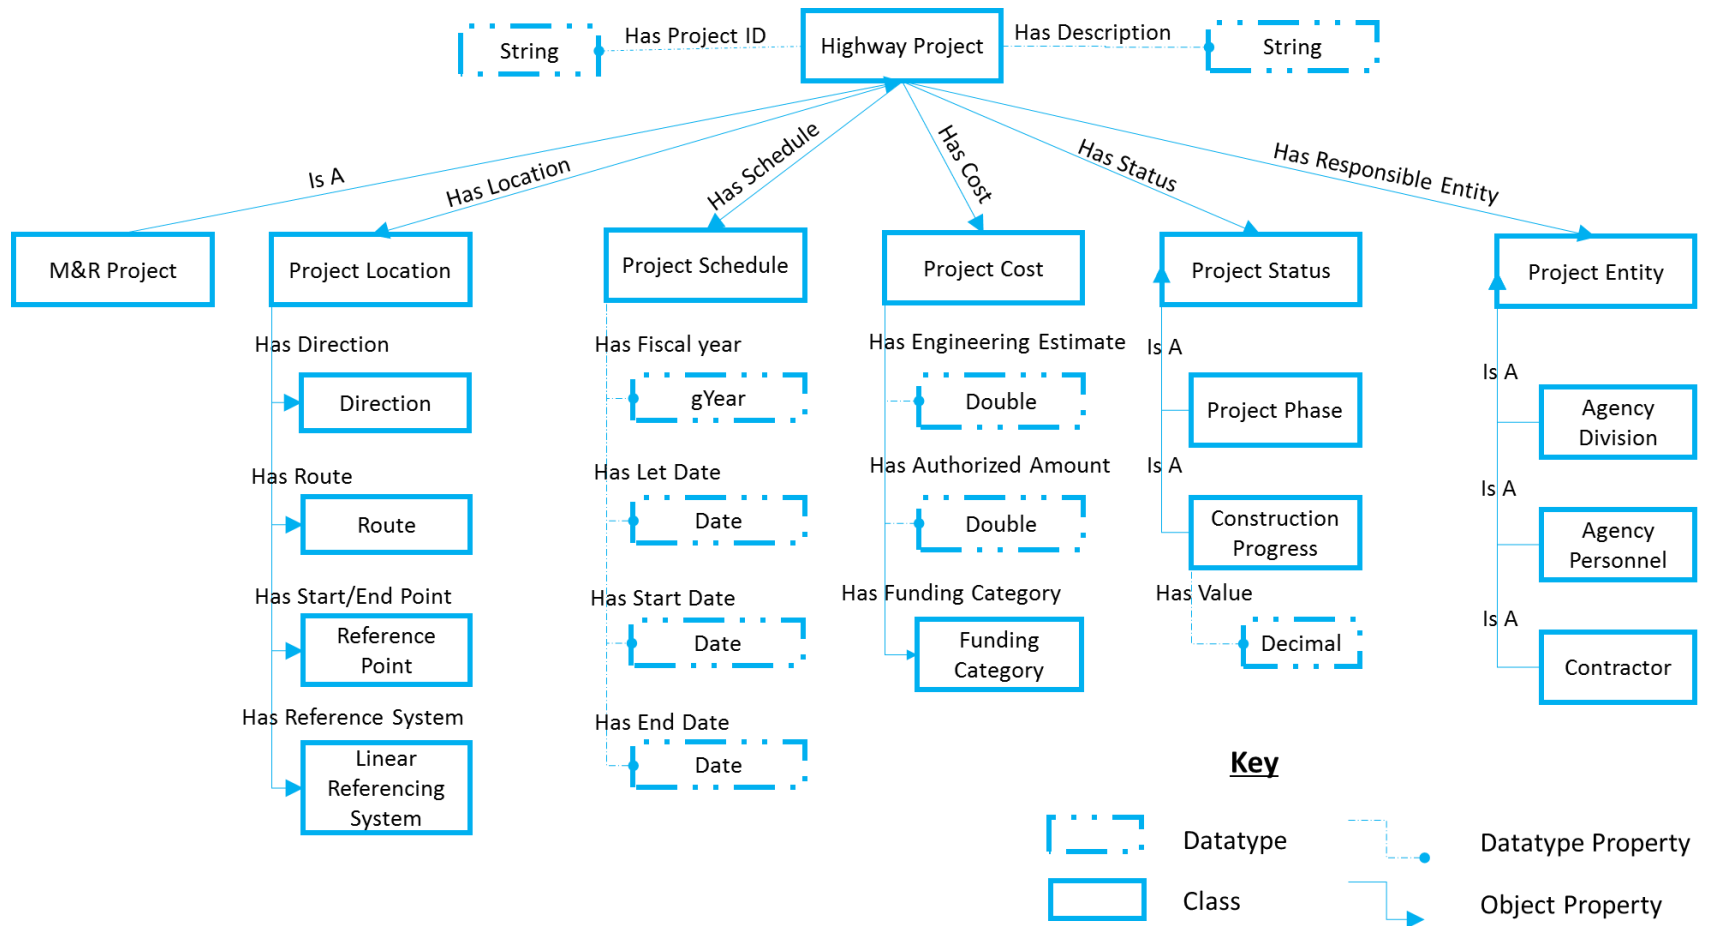 Has Project ID
Highway Project
Has Description
String
String
Is A
Has Location
Has Schedule
Has Cost
Has Status
Has Responsible Entity
M&R Project
Project Location
Project Schedule
Project Cost
Project Status
Project Entity
Has Direction
Direction
Has Route
Route
Has Start/End Point
Reference
Point
Has Reference System
Linear
Referencing
System
Has Fiscal year
gYear
Has Let Date
Date
Has Start Date
Date
Has End Date
Date
Has Engineering Estimate
Double
Has Authorized Amount
Double
Has Funding Category
Funding
Category
Is A
Project Phase
Is A
Construction
Progress
Has Value
Decimal
Is A
Agency
Division
Is A
Agency
Personnel
Is A
Contractor
Key
Datatype
Datatype Property
Class
Object Property